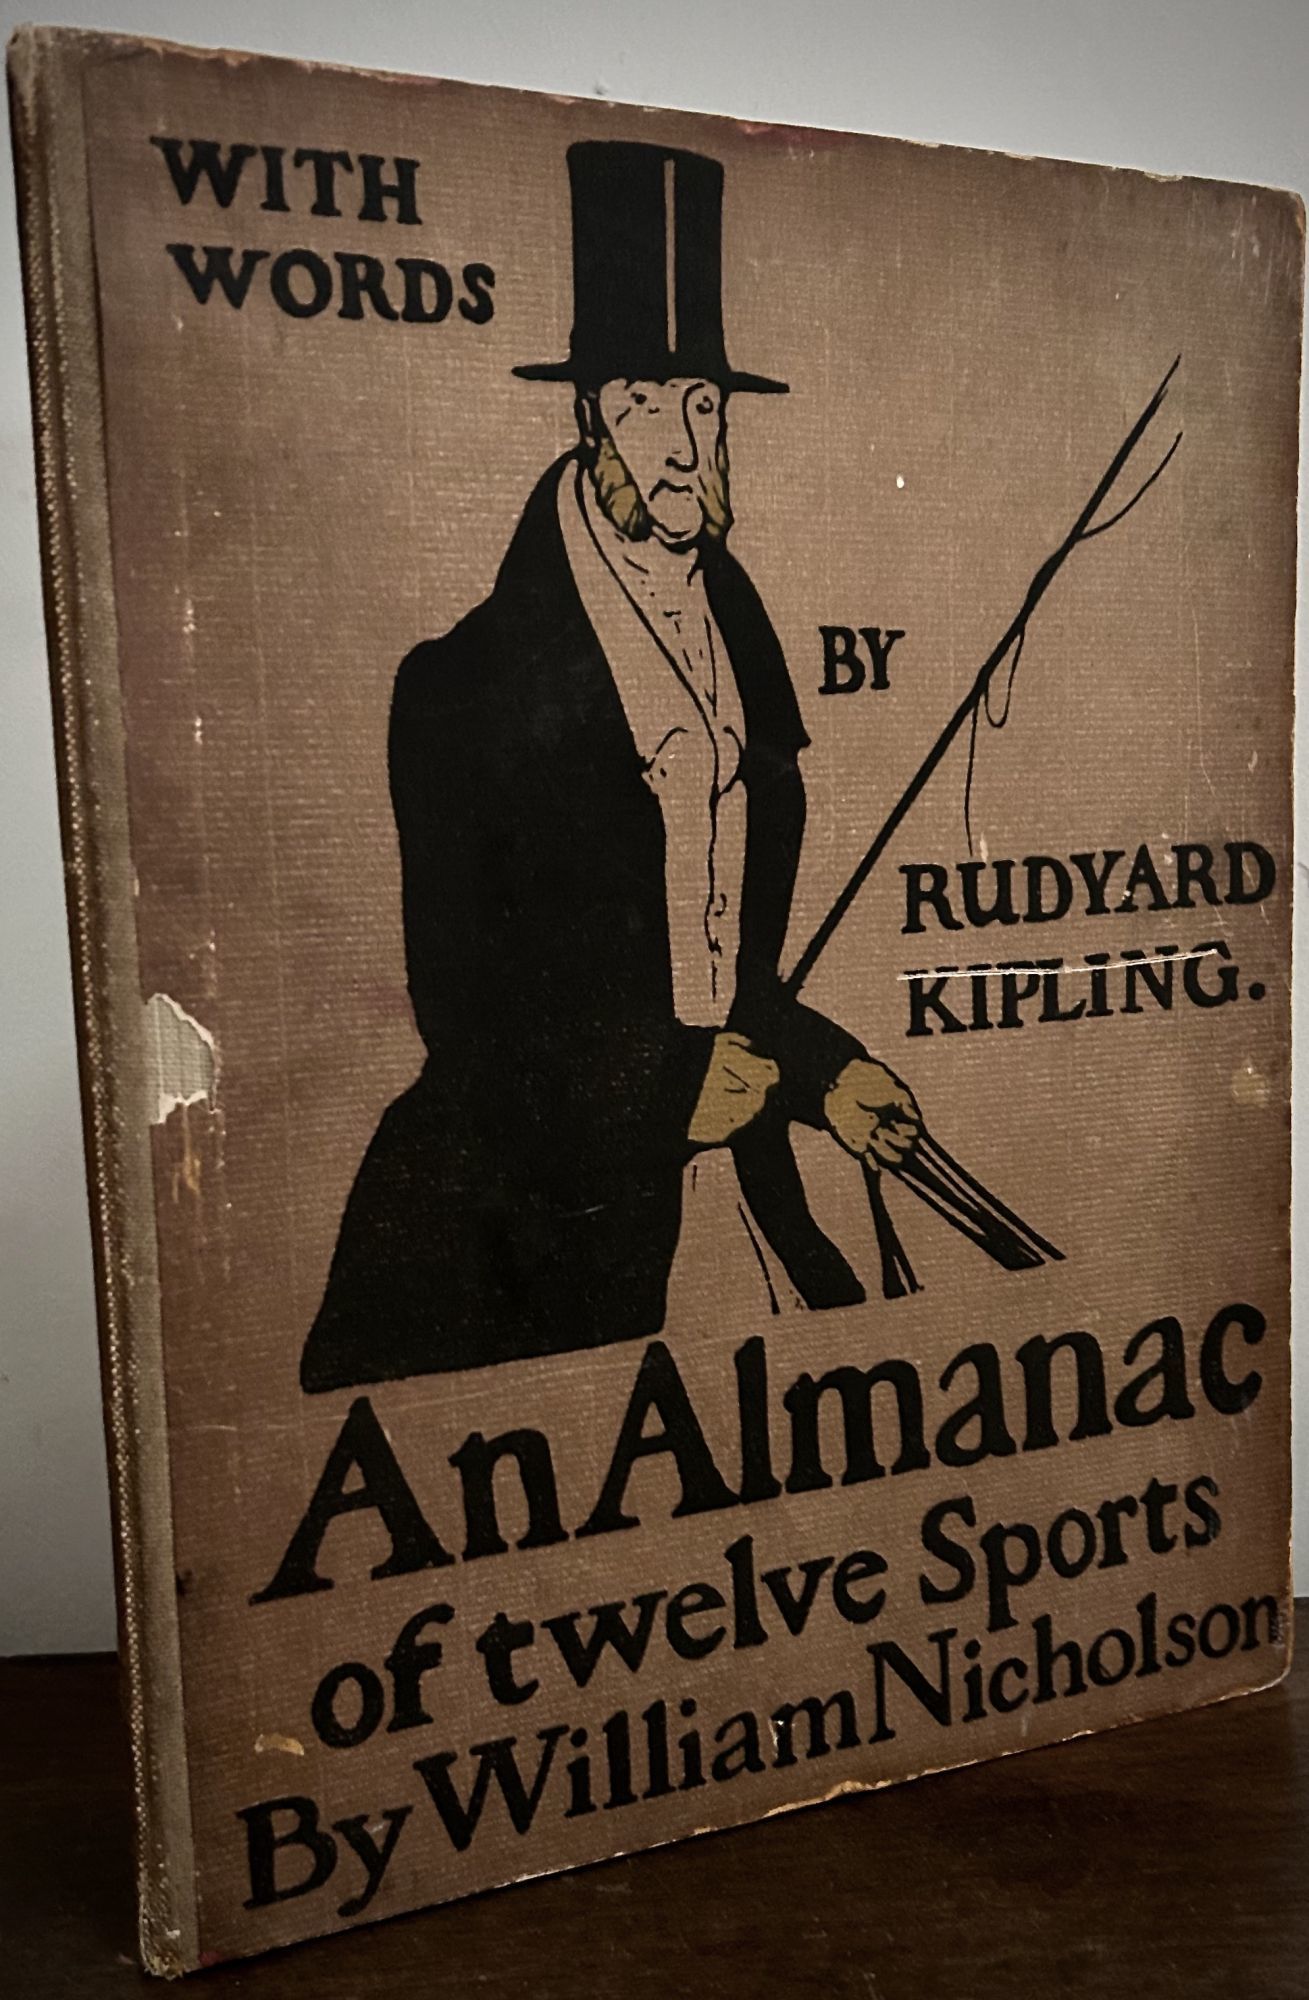 WITH
WORDS
BY
RUDYARD
KIPLING.
An Almanac
of twelve Sports
By William Nicholson